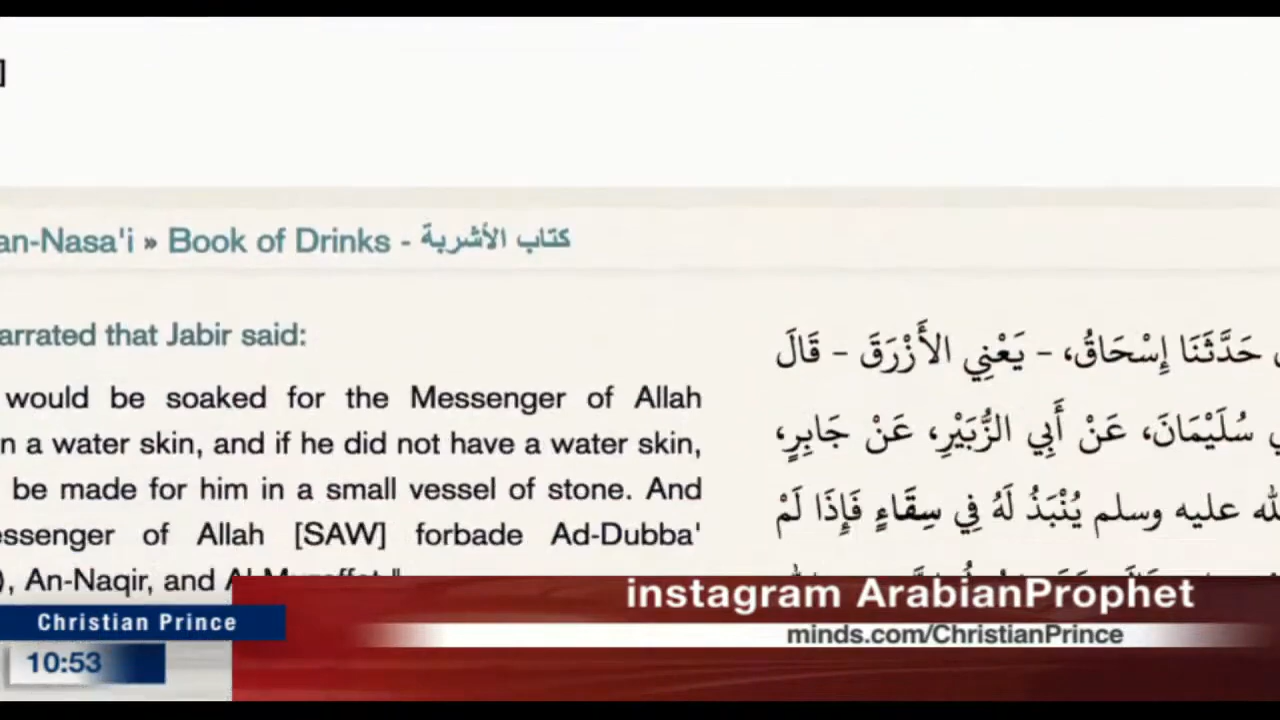 ]
an-Nasa'i » Book of Drinks - كتاب الأشربة
arrated that Jabir said:
would be soaked for the Messenger of Allah
n a water skin, and if he did not have a water skin,
be made for him in a small vessel of stone. And
essenger of Allah [SAW] forbade Ad-Dubba'
), An-Naqir, and
حَدَّثَنَا إِسْحَاقُ، - يَعْنِي الأَزْرَقَ - قَالَ
سُلَيْمَانَ، عَنْ أَبِي الزُّبَيْرِ، عَنْ جَابِرٍ،
لله عليه وسلم يُنْبَذُ لَهُ فِي سِقَاءٍ فَإِذَا لَمْ
instagram ArabianProphet
minds.com/ChristianPrince
Christian Prince
10:53